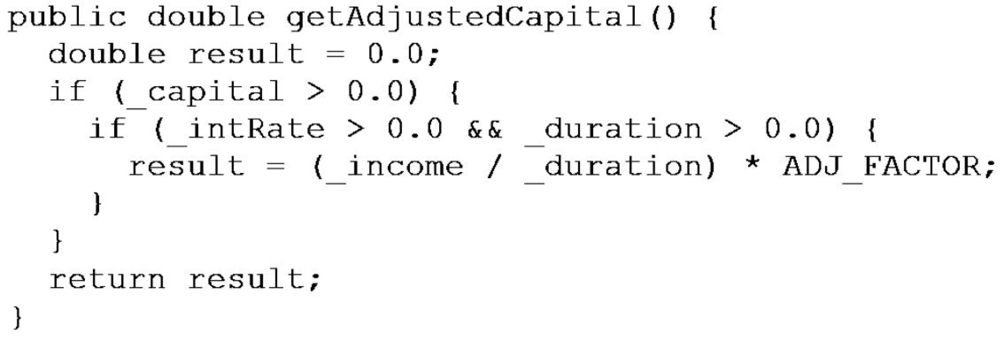 public double getAdjustedCapital() {
double result = 0.0;
if (_capital > 0.0) {
if (_intRate > 0.0 && _duration > 0.0) {
result = (_income / _duration) * ADJ_FACTOR;
}
}
return result;
}